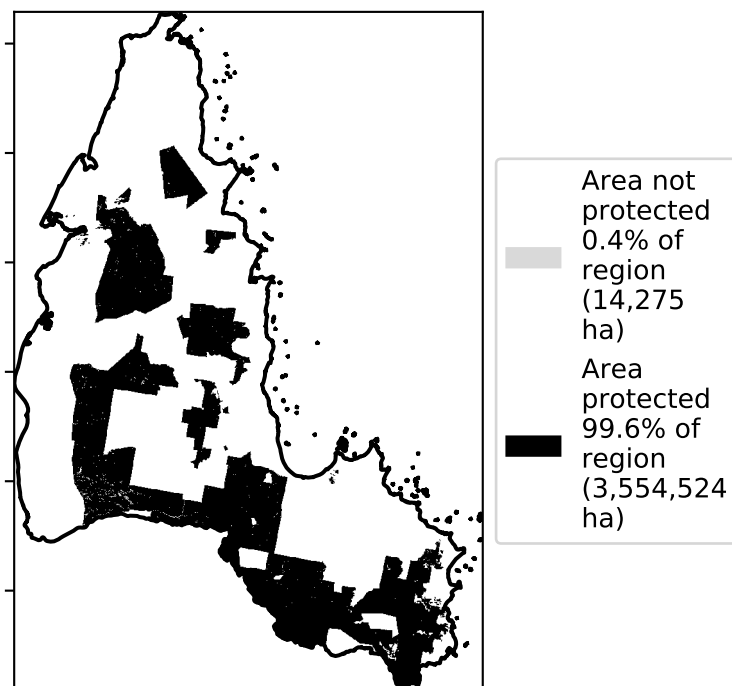 Area not
protected
0.4% of
region
(14,275
ha)
Area
protected
99.6% of
region
(3,554,524
ha)